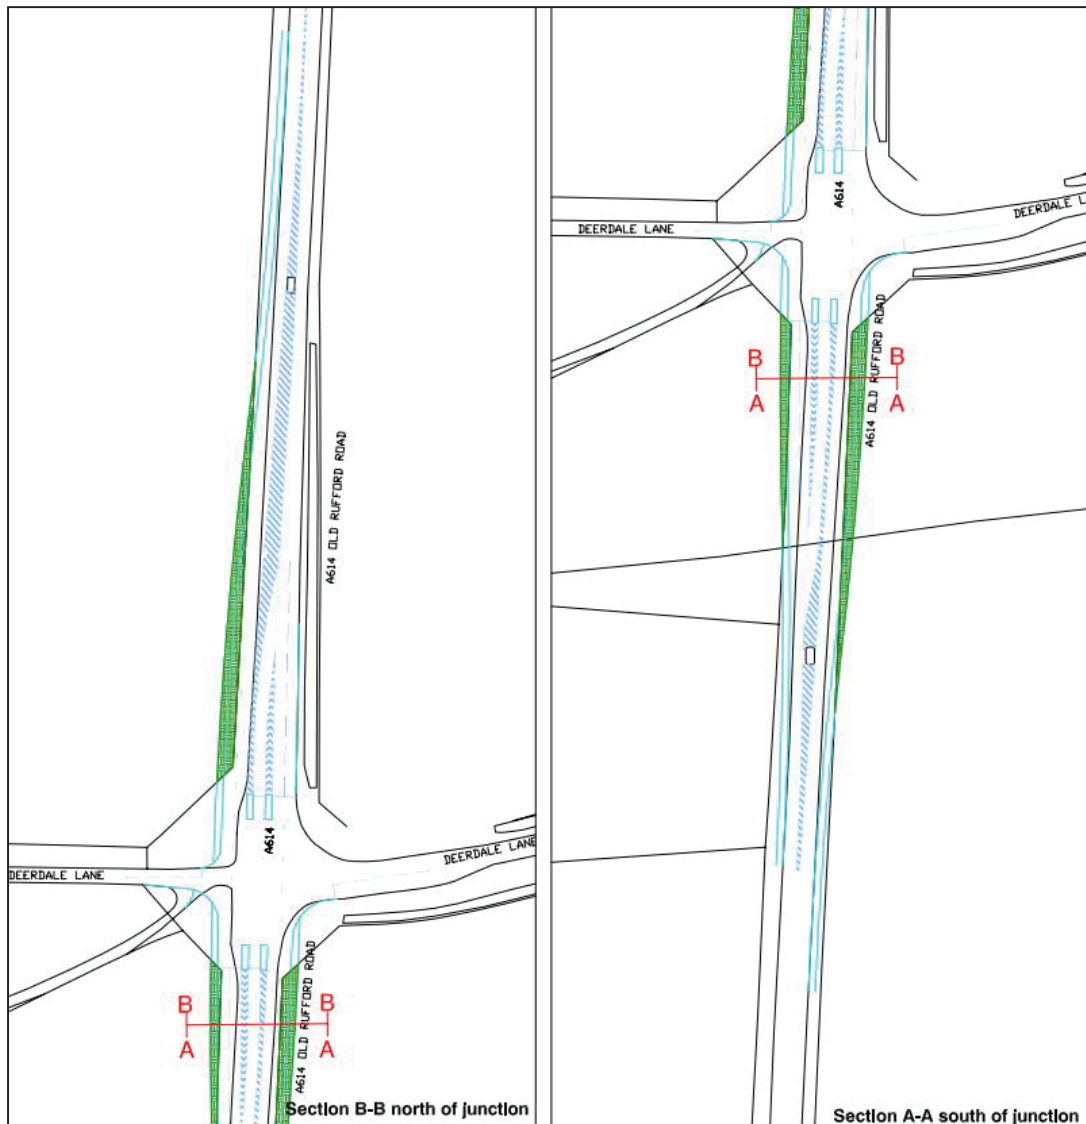 A614 OLD RUFFORD ROAD
A614
DEERDALE LANE
DEERDALE LANE
B B
A A
A614 OLD RUFFORD ROAD
Section B-B north of junction
A614
DEERDALE LANE
DEERDALE L
B B
A A
A614 OLD RUFFORD ROAD
Section A-A south of junction